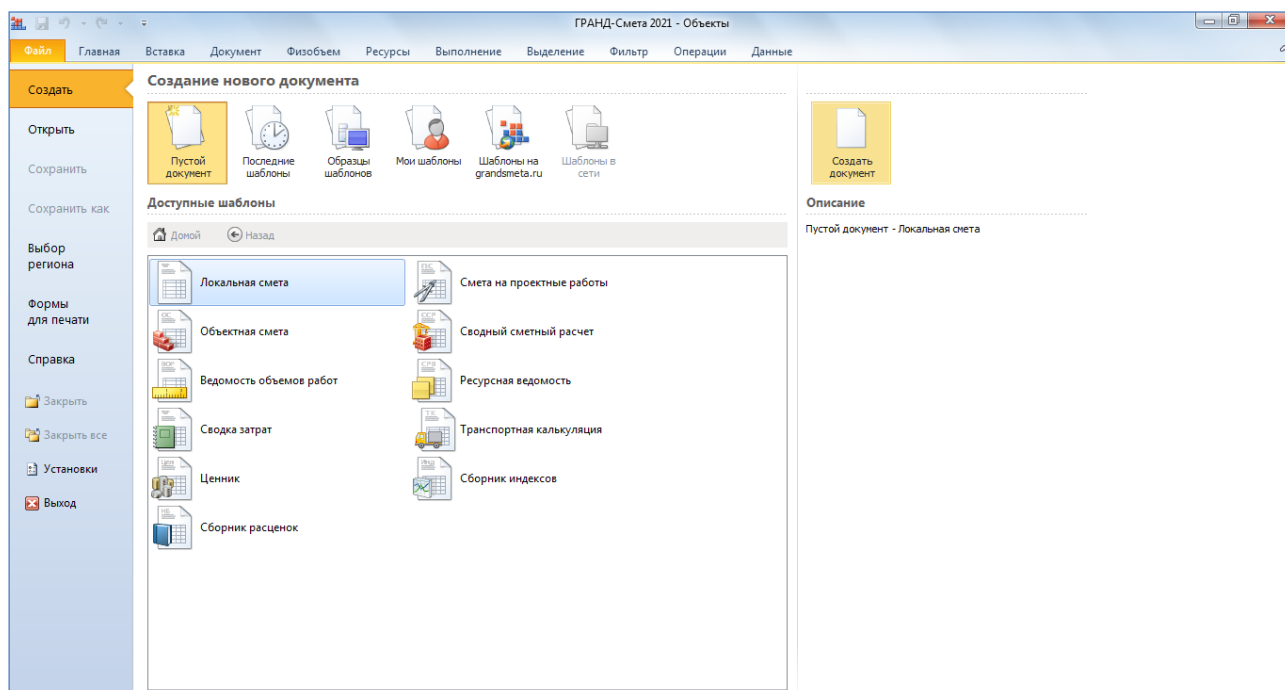 ГРАНД-Смета 2021 - Объекты
Файл Главная Вставка Документ Физобъем Ресурсы Выполнение Выделение Фильтр Операции Данные
Создать
Открыть
Сохранить
Сохранить как
Выбор
региона
Формы
для печати
Справка
Закрыть
Закрыть все
Установки
Выход
Создание нового документа
Пустой
документ
Последние
шаблоны
Образцы
шаблонов
Мои шаблоны
Шаблоны на
grandsmeta.ru
Шаблоны в
сети
Доступные шаблоны
Домой Назад
Локальная смета
Смета на проектные работы
Объектная смета
Сводный сметный расчет
Ведомость объемов работ
Ресурсная ведомость
Сводка затрат
Транспортная калькуляция
Ценник
Сборник индексов
Сборник расценок
Создать
документ
Описание
Пустой документ - Локальная смета